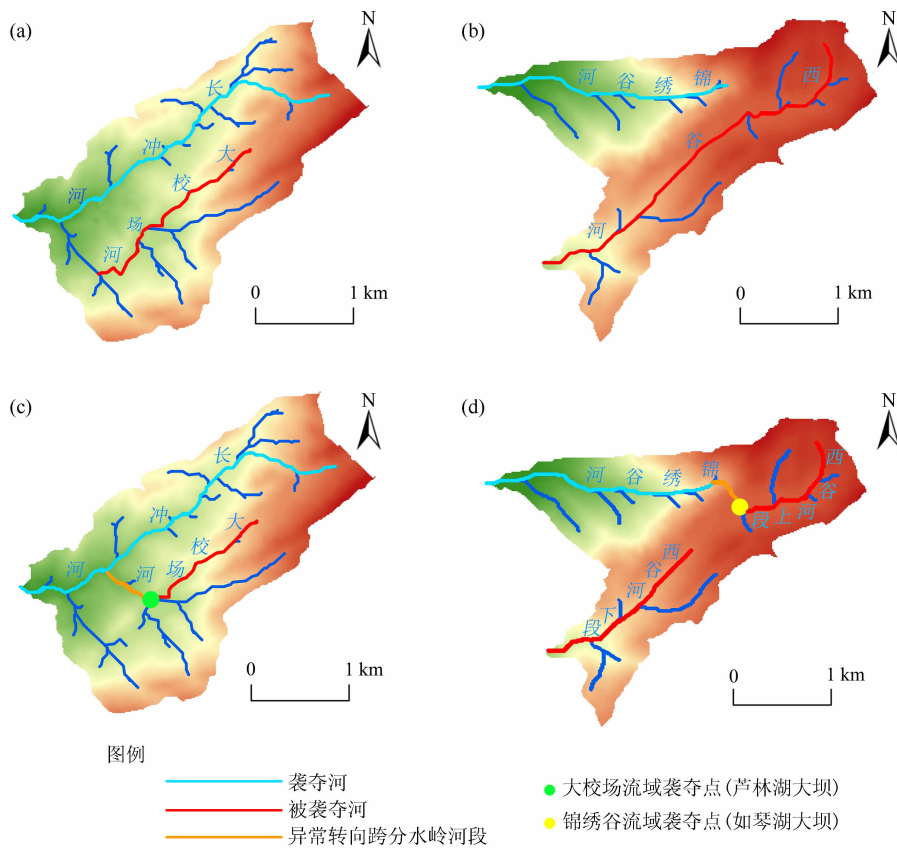 (a)
N
长
冲
河
大
校
场
河
0
1 km
(b)
N
河谷绣锦
西
谷
河
0
1 km
(c)
N
长
冲
河
大
校
场
河
0
1 km
(d)
N
河谷绣锦
西
谷
河上段
西
谷
河
下
段
0
1 km
图例
袭夺河
被袭夺河
异常转向跨分水岭河段
大校场流域袭夺点(芦林湖大坝)
锦绣谷流域袭夺点(如琴湖大坝)